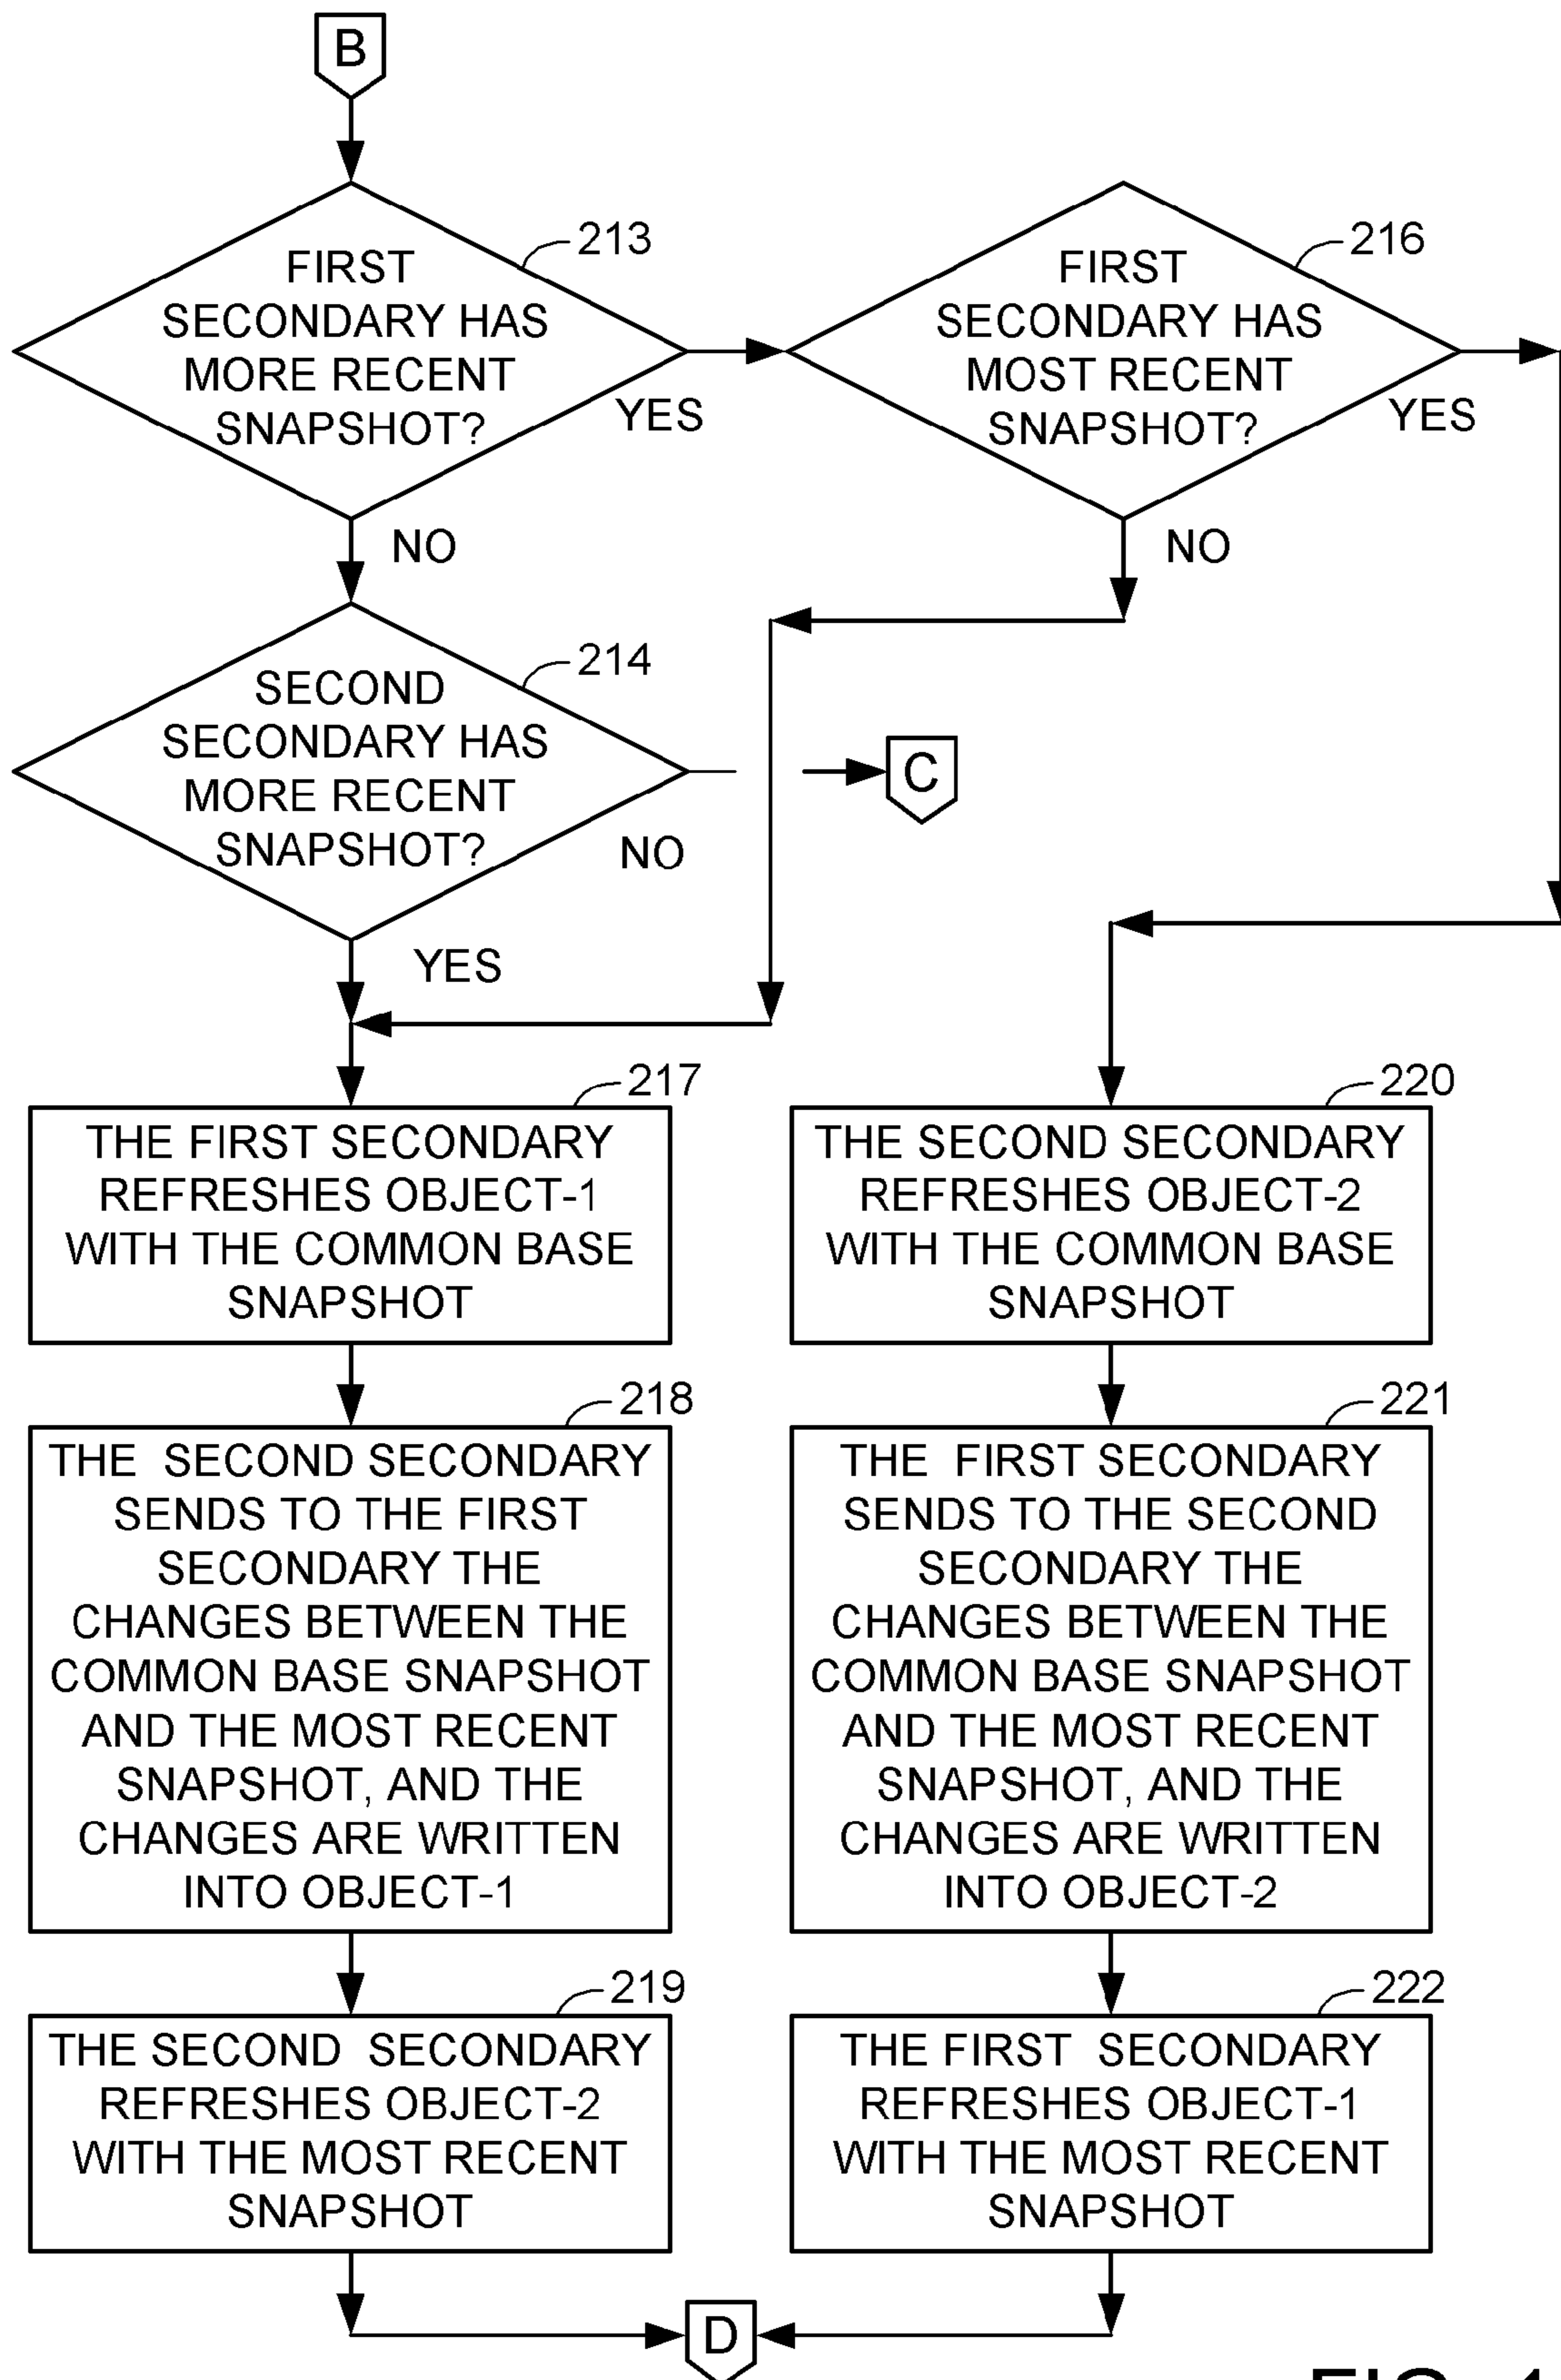 B
213
FIRST
SECONDARY HAS
MORE RECENT
SNAPSHOT?
YES
NO
216
FIRST
SECONDARY HAS
MOST RECENT
SNAPSHOT?
YES
NO
214
SECOND
SECONDARY HAS
MORE RECENT
SNAPSHOT?
NO
C
YES
217
THE FIRST SECONDARY
REFRESHES OBJECT-1
WITH THE COMMON BASE
SNAPSHOT
220
THE SECOND SECONDARY
REFRESHES OBJECT-2
WITH THE COMMON BASE
SNAPSHOT
218
THE SECOND SECONDARY
SENDS TO THE FIRST
SECONDARY THE
CHANGES BETWEEN THE
COMMON BASE SNAPSHOT
AND THE MOST RECENT
SNAPSHOT, AND THE
CHANGES ARE WRITTEN
INTO OBJECT-1
221
THE FIRST SECONDARY
SENDS TO THE SECOND
SECONDARY THE
CHANGES BETWEEN THE
COMMON BASE SNAPSHOT
AND THE MOST RECENT
SNAPSHOT, AND THE
CHANGES ARE WRITTEN
INTO OBJECT-2
219
THE SECOND SECONDARY
REFRESHES OBJECT-2
WITH THE MOST RECENT
SNAPSHOT
222
THE FIRST SECONDARY
REFRESHES OBJECT-1
WITH THE MOST RECENT
SNAPSHOT
D